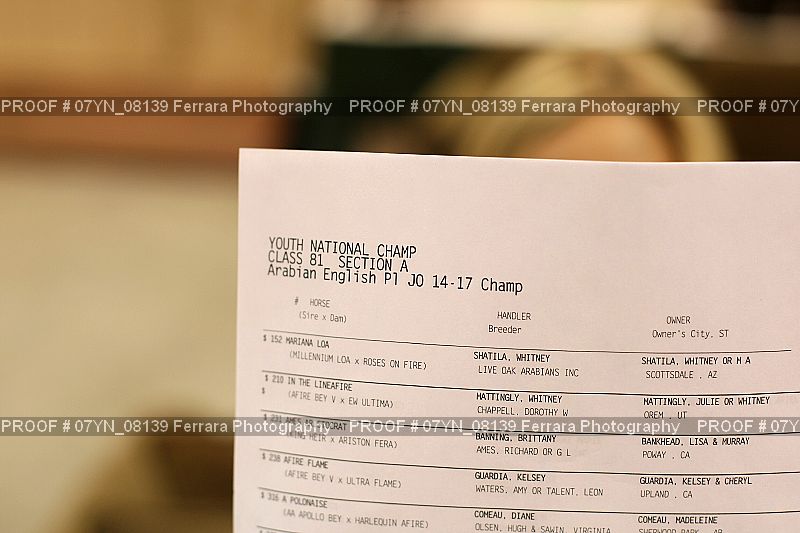 PROOF # 07YN_08139 Ferrara Photography PROOF # 07YN_08139 Ferrara Photography PROOF # 07Y
YOUTH NATIONAL CHAMP
CLASS 81 SECTION A
Arabian English Pl JO 14-17 Champ
# HORSE HANDLER OWNER
(Sire x Dam) Breeder Owner's City, ST
$ 152 MARIANA LOA SHATILA, WHITNEY SHATILA, WHITNEY OR M A
(MILLENNIUM LOA x ROSES ON FIRE) LIVE OAK ARABIANS INC SCOTTSDALE , AZ
$ 210 IN THE LINEAFIRE MATTINGLY, WHITNEY MATTINGLY, JULIE OR WHITNEY
$ (AFIRE BEY V x EW ULTIMA) CHAPPELL, DOROTHY W OREM , UT
PROOF # 07YN_08139 Ferrara Photography PROOF # 07YN_08139 Ferrara Photography PROOF # 07Y
$ 231 BANNING, BRITTANY BANKHEAD, LISA & MURRAY
(KING HEIR x ARISTON FERA) AMES, RICHARD OR G L POWAY , CA
$ 238 AFIRE FLAME GUARDIA, KELSEY GUARDIA, KELSEY & CHERYL
(AFIRE BEY V x ULTRA FLAME) WATERS, AMY OR TALENT, LEON UPLAND , CA
$ 316 A POLONAISE COMEAU, DIANE COMEAU, MADELEINE
(AA APOLLO BEY x HARLEQUIN AFIRE) OLSEN, HUGH & SAWIN, VIRGINIA SHERWOOD PARK , AB